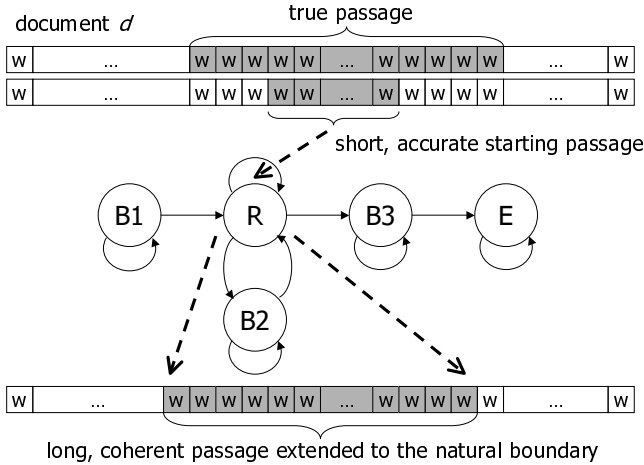 document d
true passage
w ... w w w w w ... w w w w w ... w
w ... w w w w w ... w w w w w ... w
short, accurate starting passage
B1 R B3 E
B2
w ... w w w w w w ... w w w w w ... w
long, coherent passage extended to the natural boundary